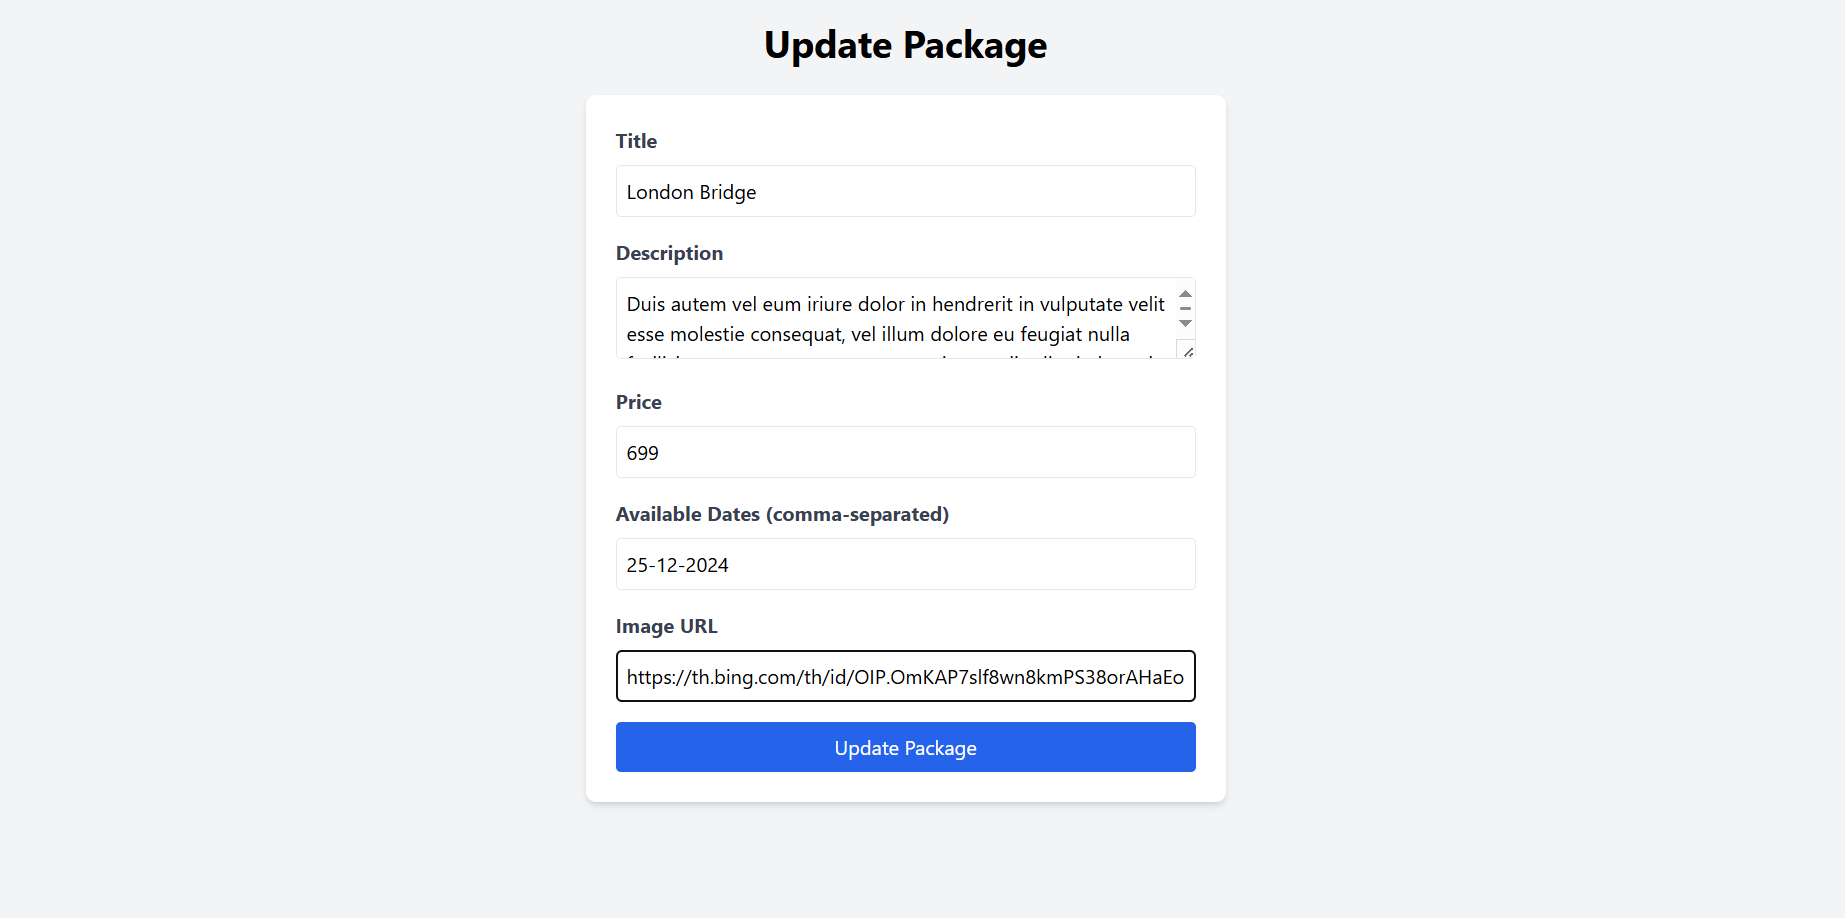 Update Package
Title
London Bridge
Description
Duis autem vel eum iriure dolor in hendrerit in vulputate velit
esse molestie consequat, vel illum dolore eu feugiat nulla
Price
699
Available Dates (comma-separated)
25-12-2024
Image URL
https://th.bing.com/th/id/OIP.OmKAP7slf8wn8kmPS38orAHaEo
Update Package